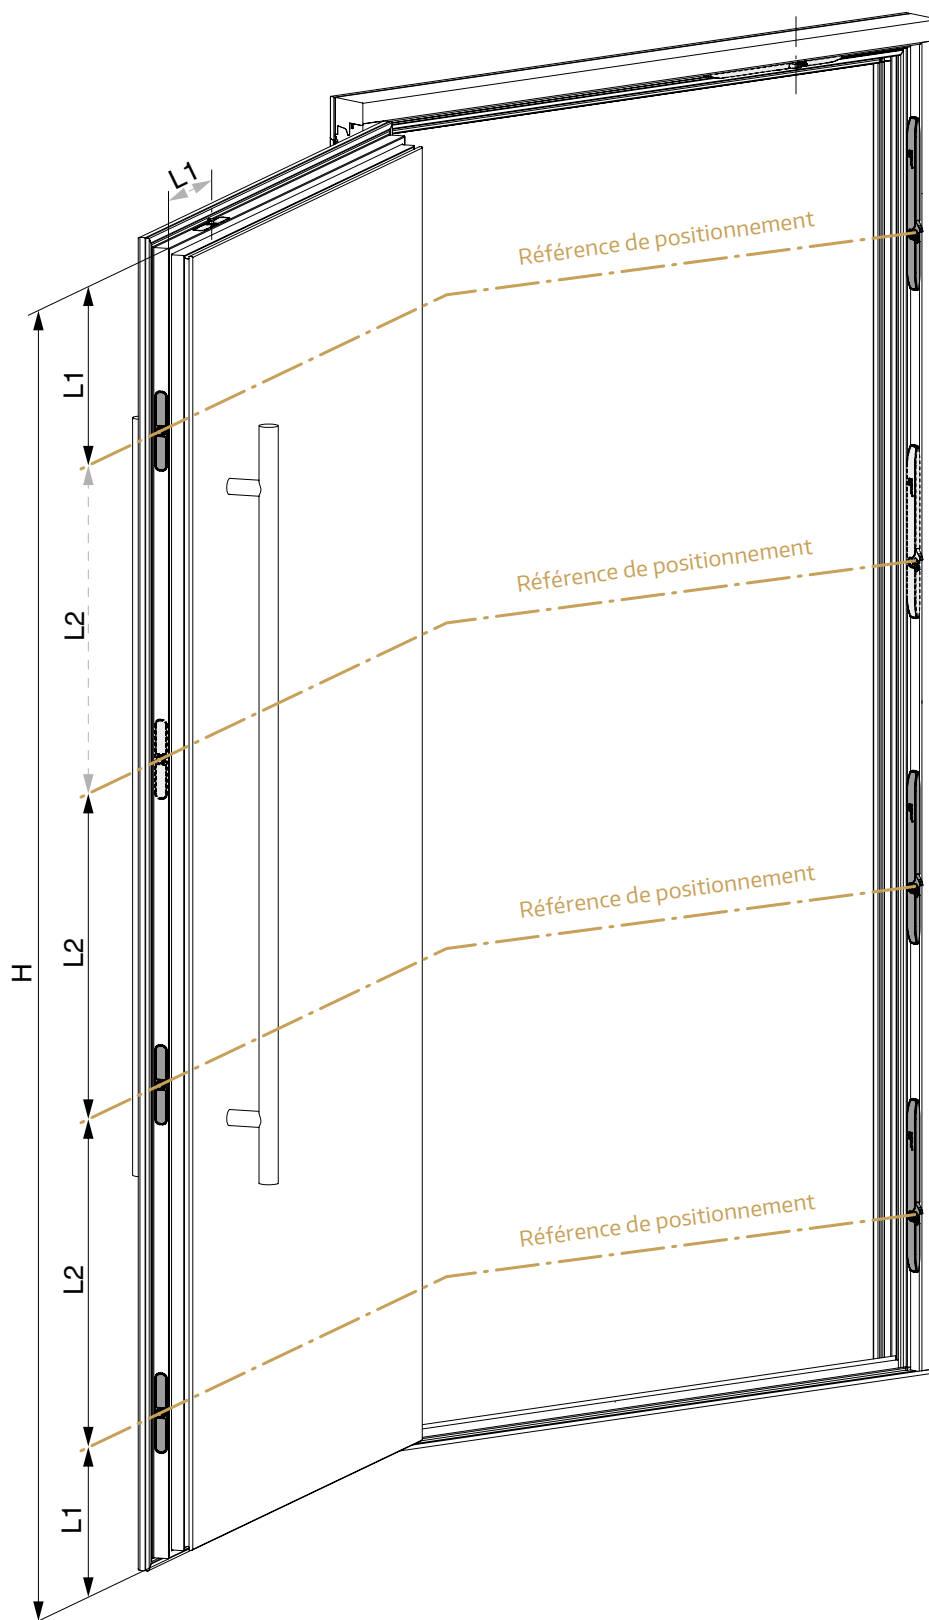 L1
Référence de positionnement
L1
Référence de positionnement
L2
Référence de positionnement
L2
H
Référence de positionnement
L2
L1